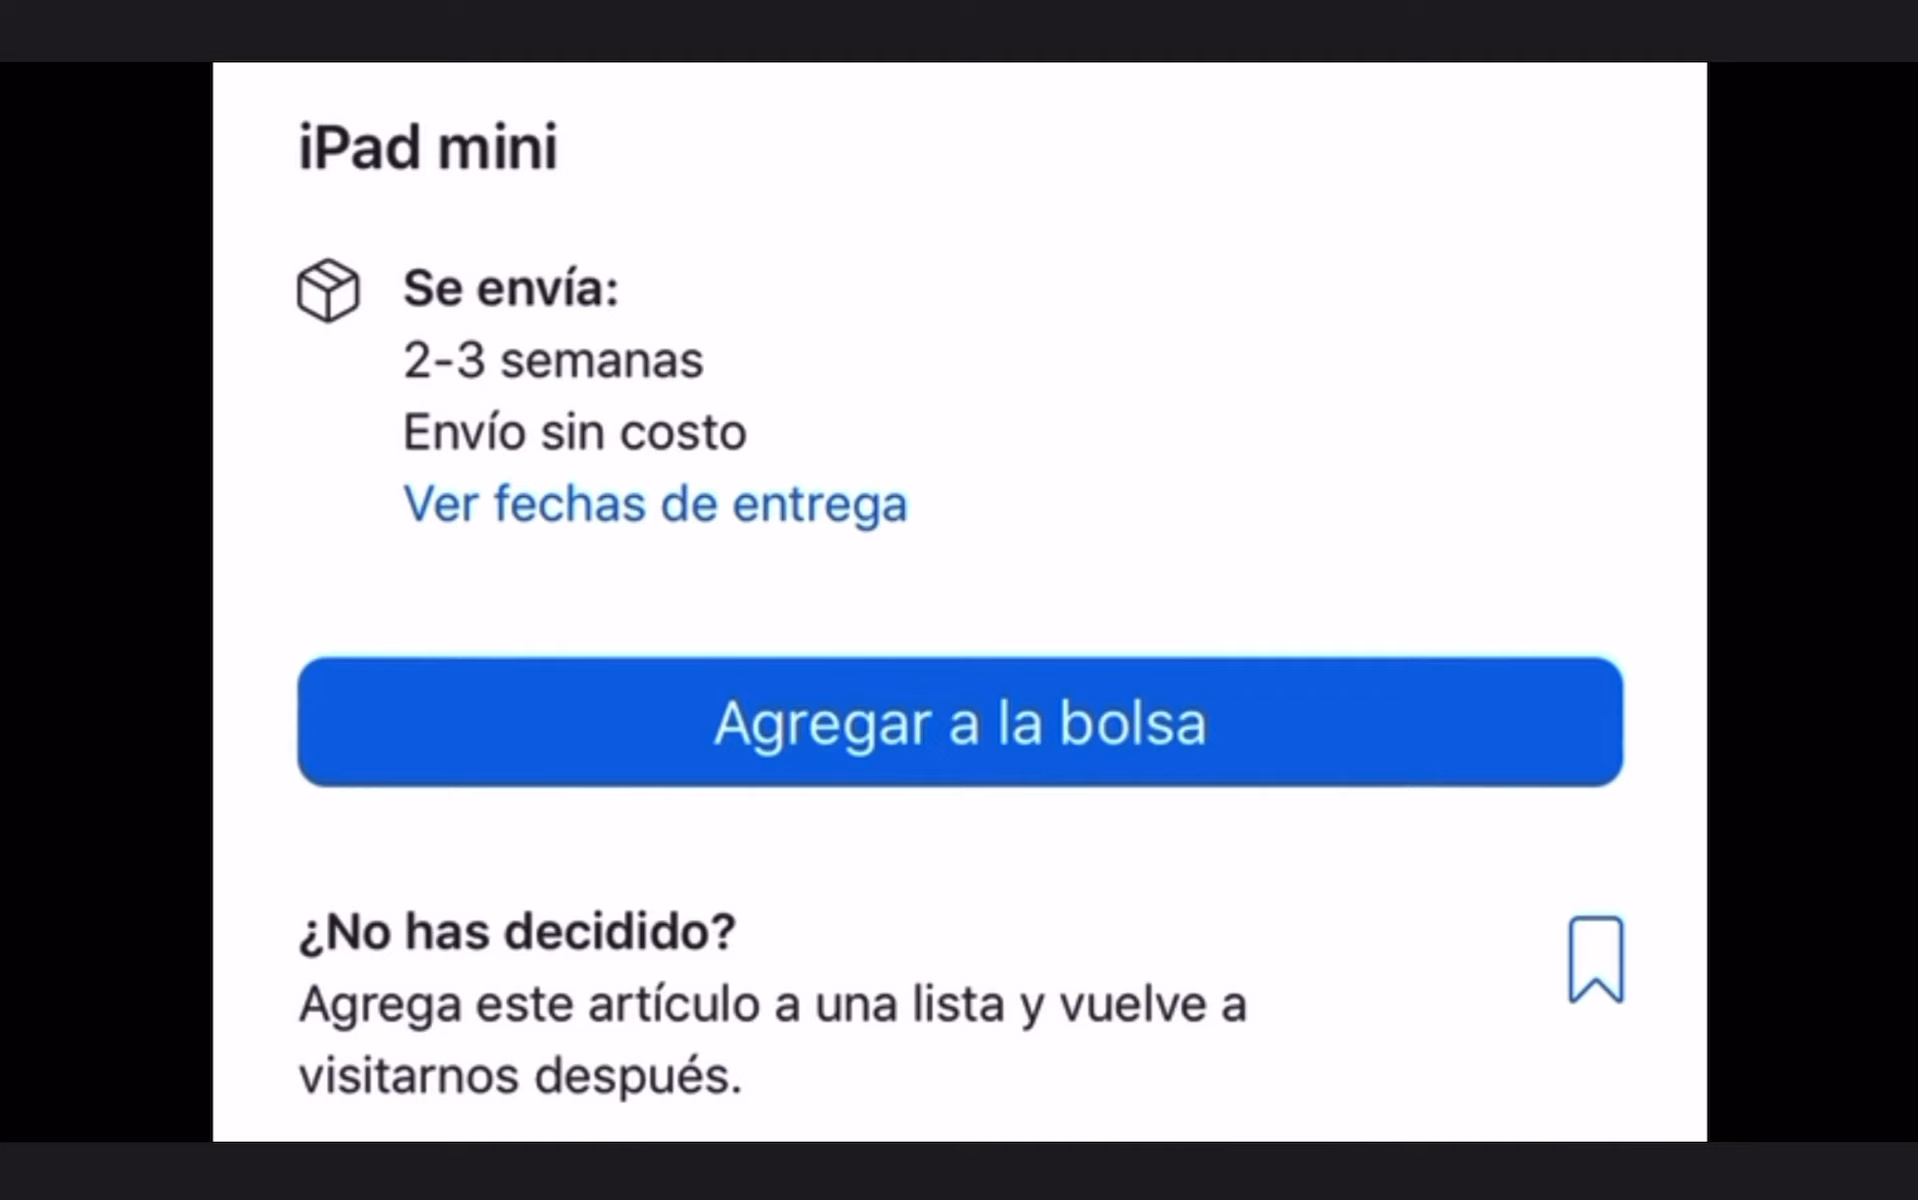 iPad mini
Se envía:
2-3 semanas
Envío sin costo
Ver fechas de entrega
Agregar a la bolsa
¿No has decidido?
Agrega este artículo a una lista y vuelve a
visitarnos después.